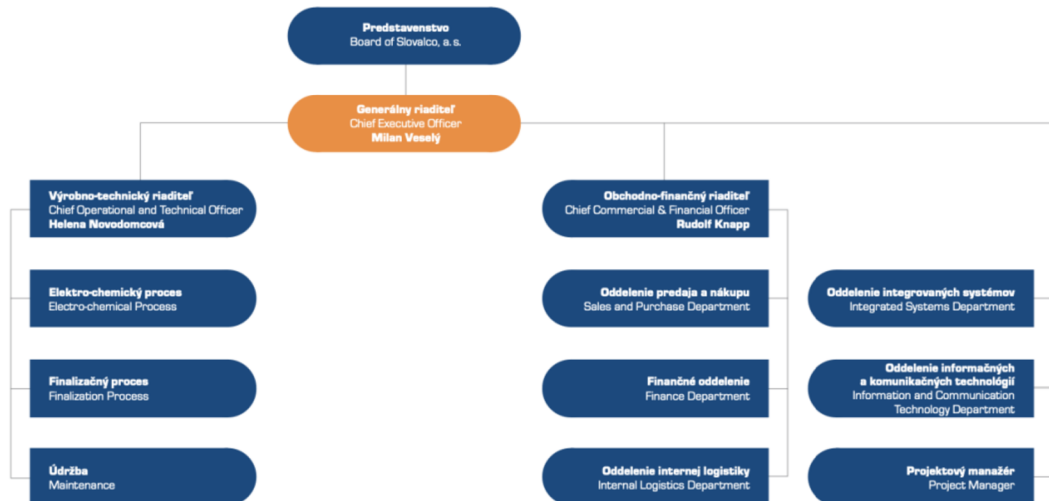 Predstavenstvo
Board of Slovalco, a. s.
Generálny riaditeľ
Chief Executive Officer
Milan Veselý
Výrobno-technický riaditeľ
Chief Operational and Technical Officer
Helena Novodomcová
Obchodno-finančný riaditeľ
Chief Commercial & Financial Officer
Rudolf Knapp
Elektro-chemický proces
Electro-chemical Process
Oddelenie predaja a nákupu
Sales and Purchase Department
Oddelenie integrovaných systémov
Integrated Systems Department
Finalizačný proces
Finalization Process
Finančné oddelenie
Finance Department
Oddelenie informačných
a komunikačných technológií
Information and Communication
Technology Department
Údržba
Maintenance
Oddelenie internej logistiky
Internal Logistics Department
Projektový manažér
Project Manager